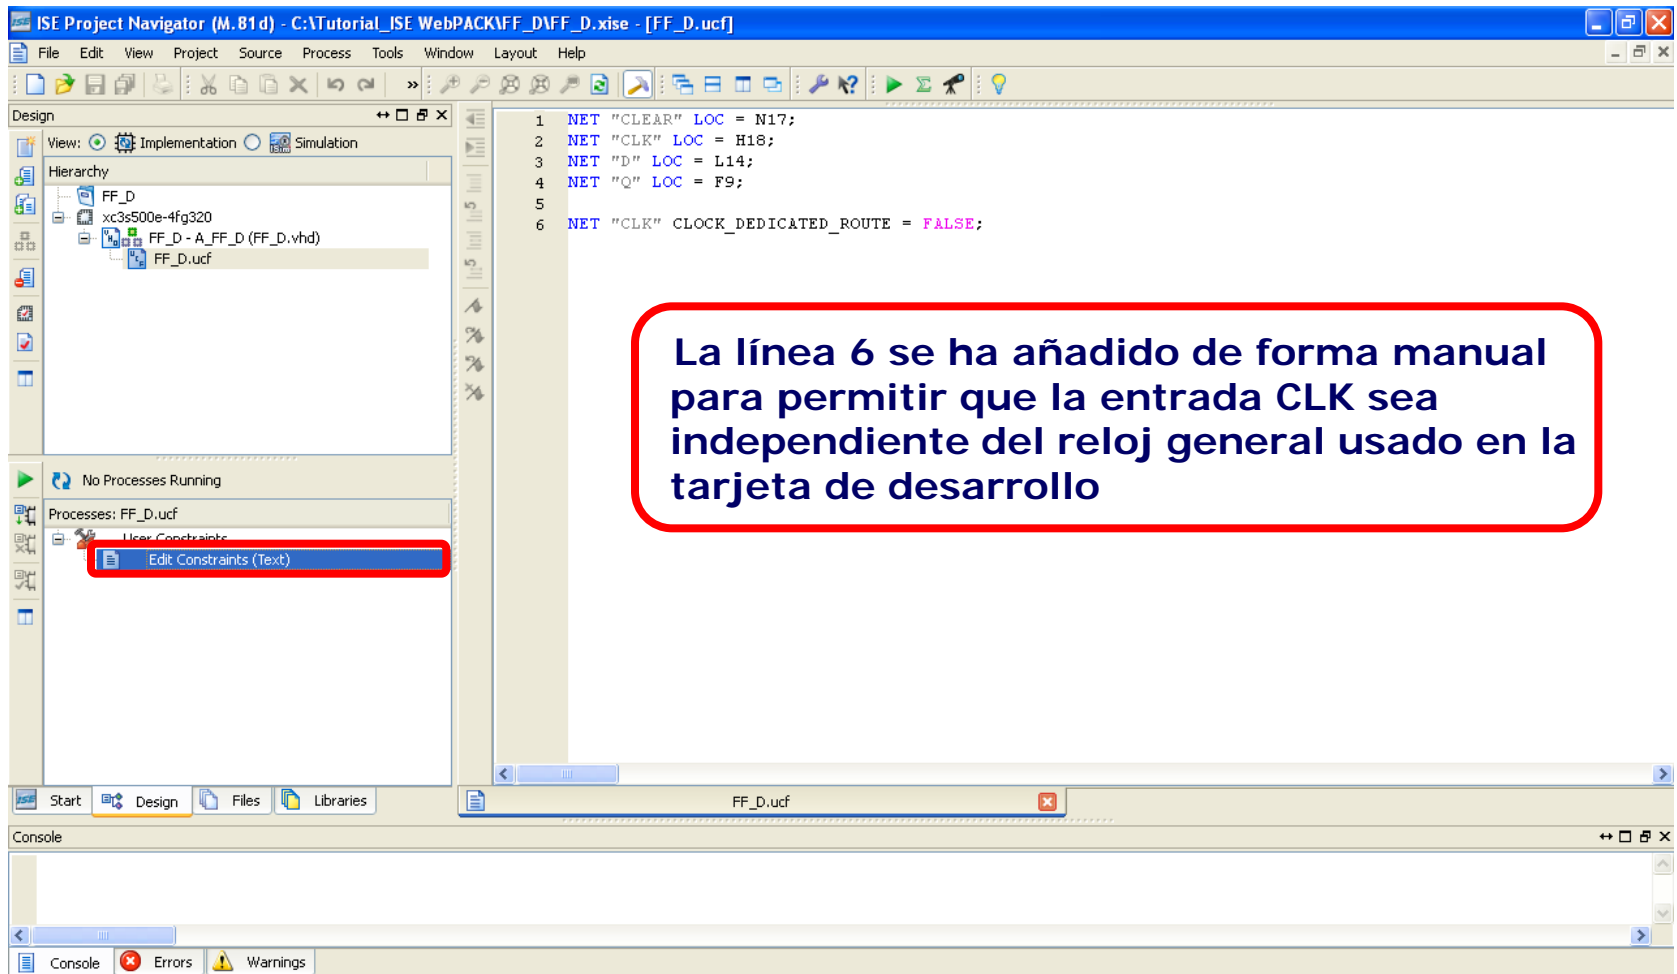 ISE Project Navigator (M.81d) - C:\Tutorial_ISE WebPACK\FF_D\FF_D.xise - [FF_D.ucf]
File Edit View Project Source Process Tools Window Layout Help
Design
View: Implementation Simulation
Hierarchy
FF_D
xc3s500e-4fg320
FF_D - A_FF_D (FF_D.vhd)
FF_D.ucf
No Processes Running
Processes: FF_D.ucf
User Constraints
Edit Constraints (Text)
Start Design Files Libraries
1 NET "CLEAR" LOC = N17;
2 NET "CLK" LOC = H18;
3 NET "D" LOC = L14;
4 NET "Q" LOC = F9;
5
6 NET "CLK" CLOCK_DEDICATED_ROUTE = FALSE;
La línea 6 se ha añadido de forma manual
para permitir que la entrada CLK sea
independiente del reloj general usado en la
tarjeta de desarrollo
FF_D.ucf
Console
Console Errors Warnings